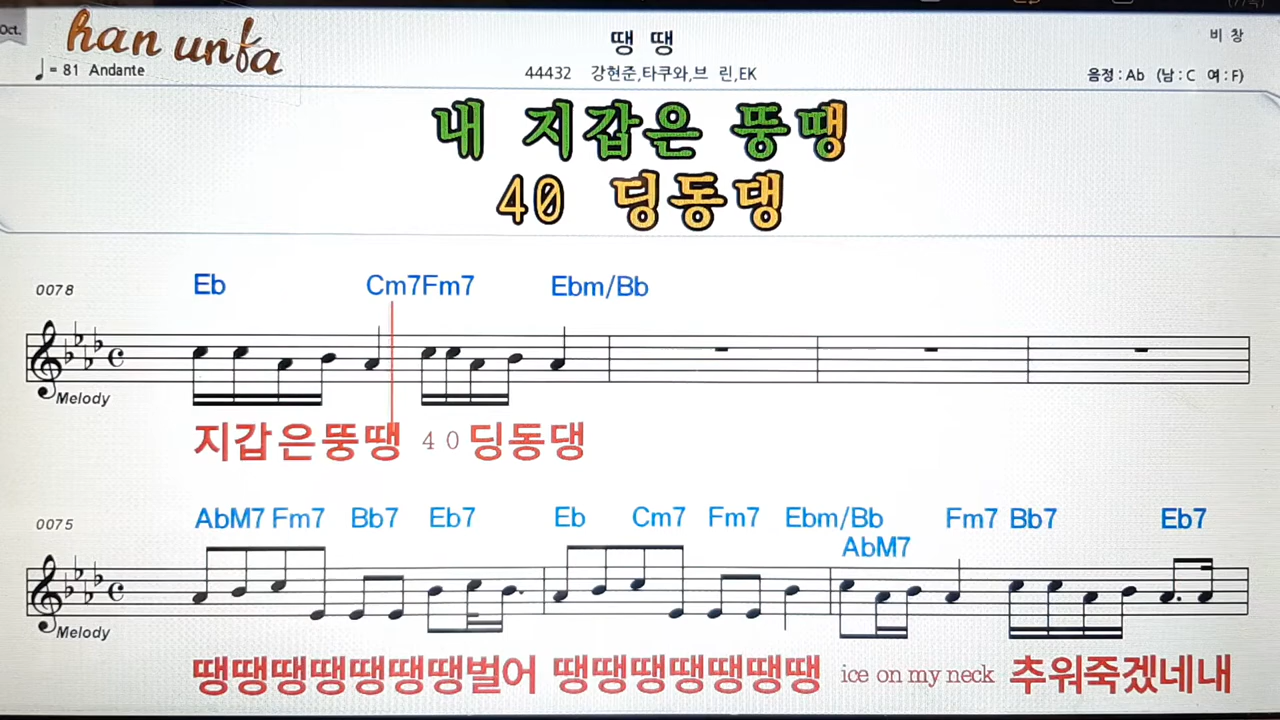 Oct.
han unfa
땡 땡
비 창
♩= 81 Andante
44432 강현준,타쿠와,브 린,EK
음정 : Ab (남 : C 여 : F)
내 지갑은 뚱땡
40 딩동댕
0078
Eb Cm7 Fm7 Ebm/Bb
Melody
지갑은뚱땡 40딩동댕
0075
AbM7 Fm7 Bb7 Eb7 Eb Cm7 Fm7 Ebm/Bb Fm7 Bb7 Eb7
AbM7
Melody
땡땡땡땡땡땡땡벌어 땡땡땡땡땡땡땡 ice on my neck 추워죽겠네내